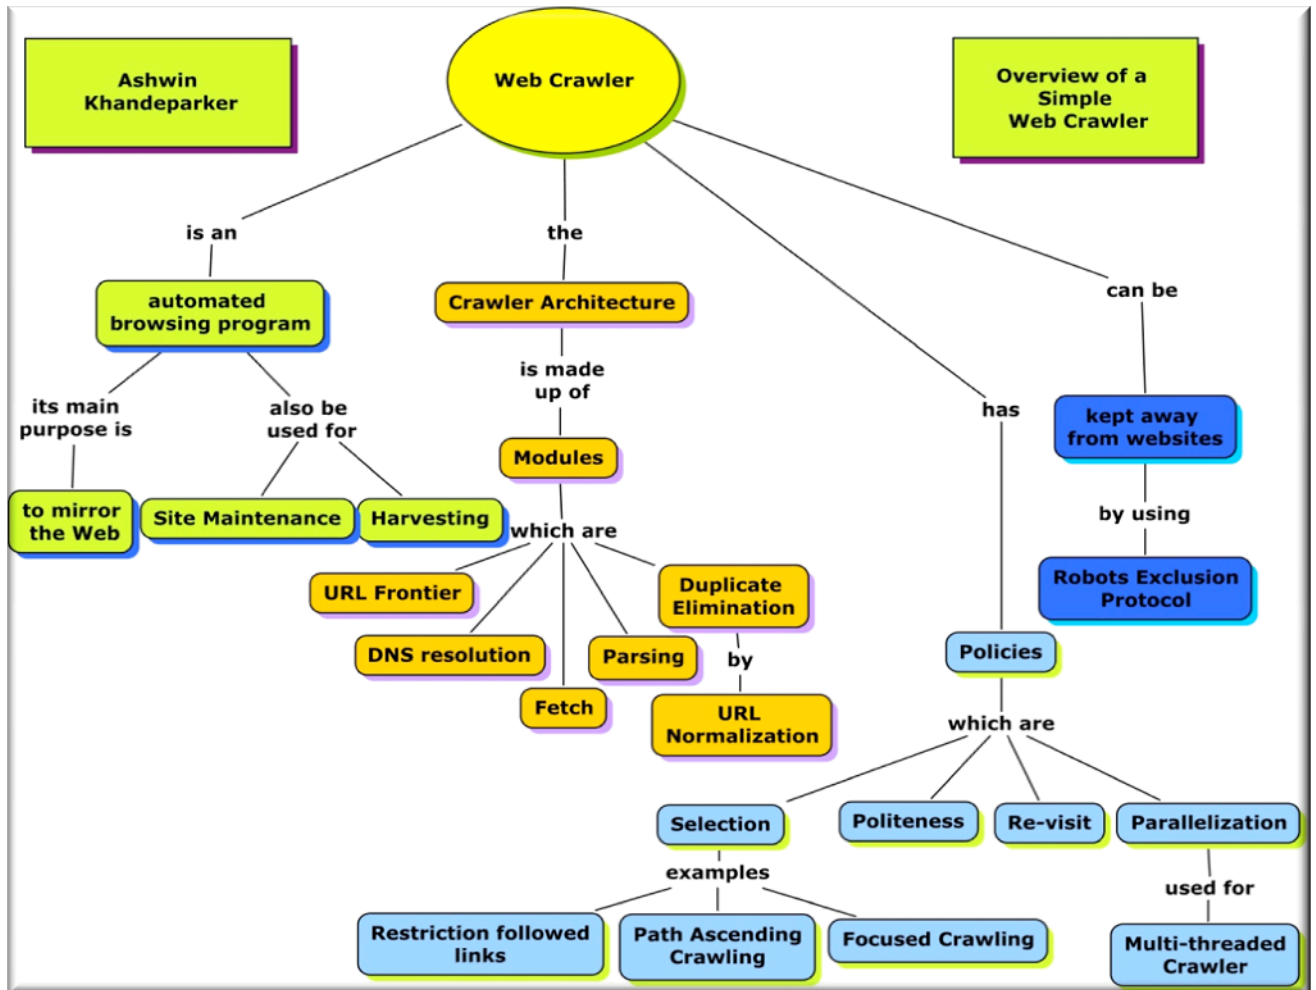 Ashwin
Khandeparker
Web Crawler
Overview of a
Simple
Web Crawler
is an
the
can be
automated
browsing program
Crawler Architecture
its main
purpose is
also be
used for
is made
up of
has
kept away
from websites
Modules
to mirror
the Web
Site Maintenance
Harvesting
which are
by using
URL Frontier
Duplicate
Elimination
Robots Exclusion
Protocol
DNS resolution
Parsing
by
Policies
Fetch
URL
Normalization
which are
Selection
Politeness
Re-visit
Parallelization
examples
used for
Restriction followed
links
Path Ascending
Crawling
Focused Crawling
Multi-threaded
Crawler